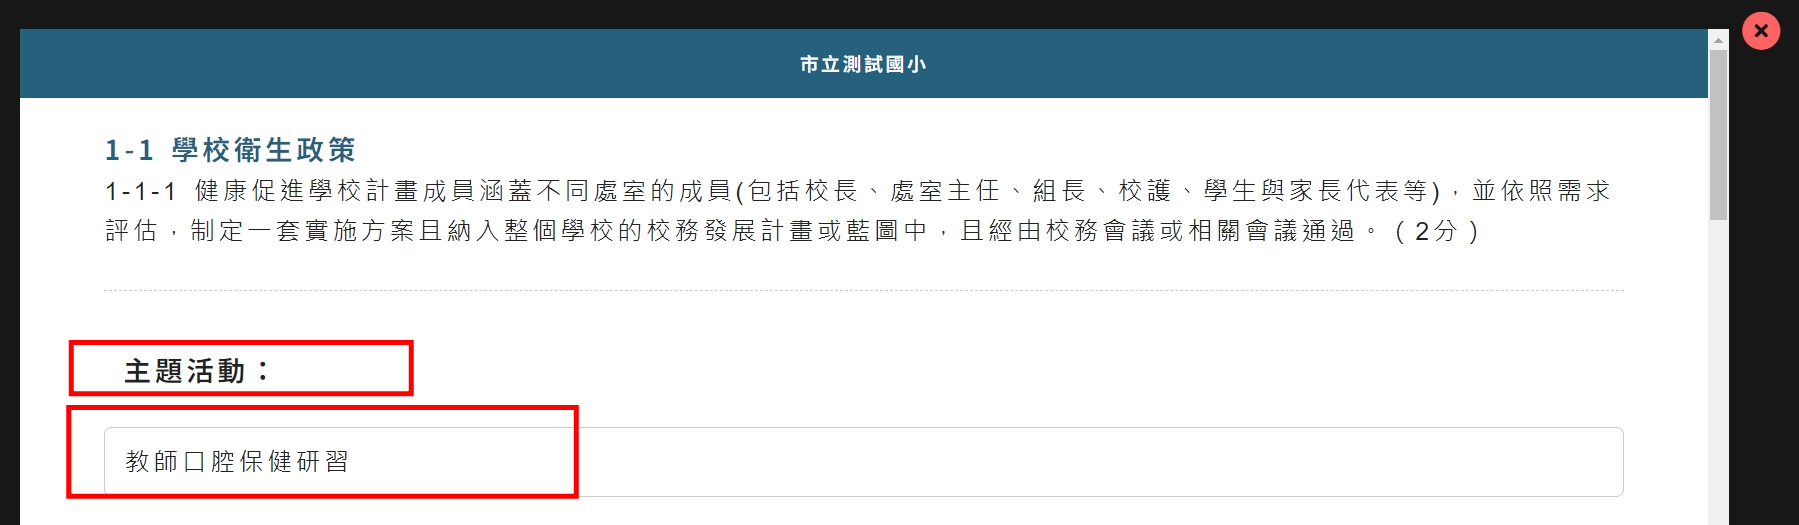 市立測試國小
1-1 學校衛生政策
1-1-1 健康促進學校計畫成員涵蓋不同處室的成員(包括校長、處室主任、組長、校護、學生與家長代表等)，並依照需求
評估，制定一套實施方案且納入整個學校的校務發展計畫或藍圖中，且經由校務會議或相關會議通過。（2分）
主題活動：
教師口腔保健研習